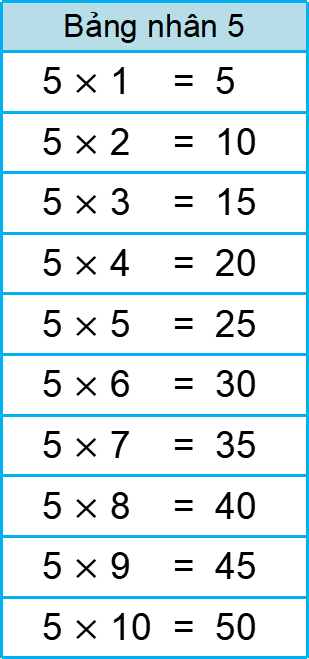 Bảng nhân 5
5 × 1 = 5
5 × 2 = 10
5 × 3 = 15
5 × 4 = 20
5 × 5 = 25
5 × 6 = 30
5 × 7 = 35
5 × 8 = 40
5 × 9 = 45
5 × 10 = 50